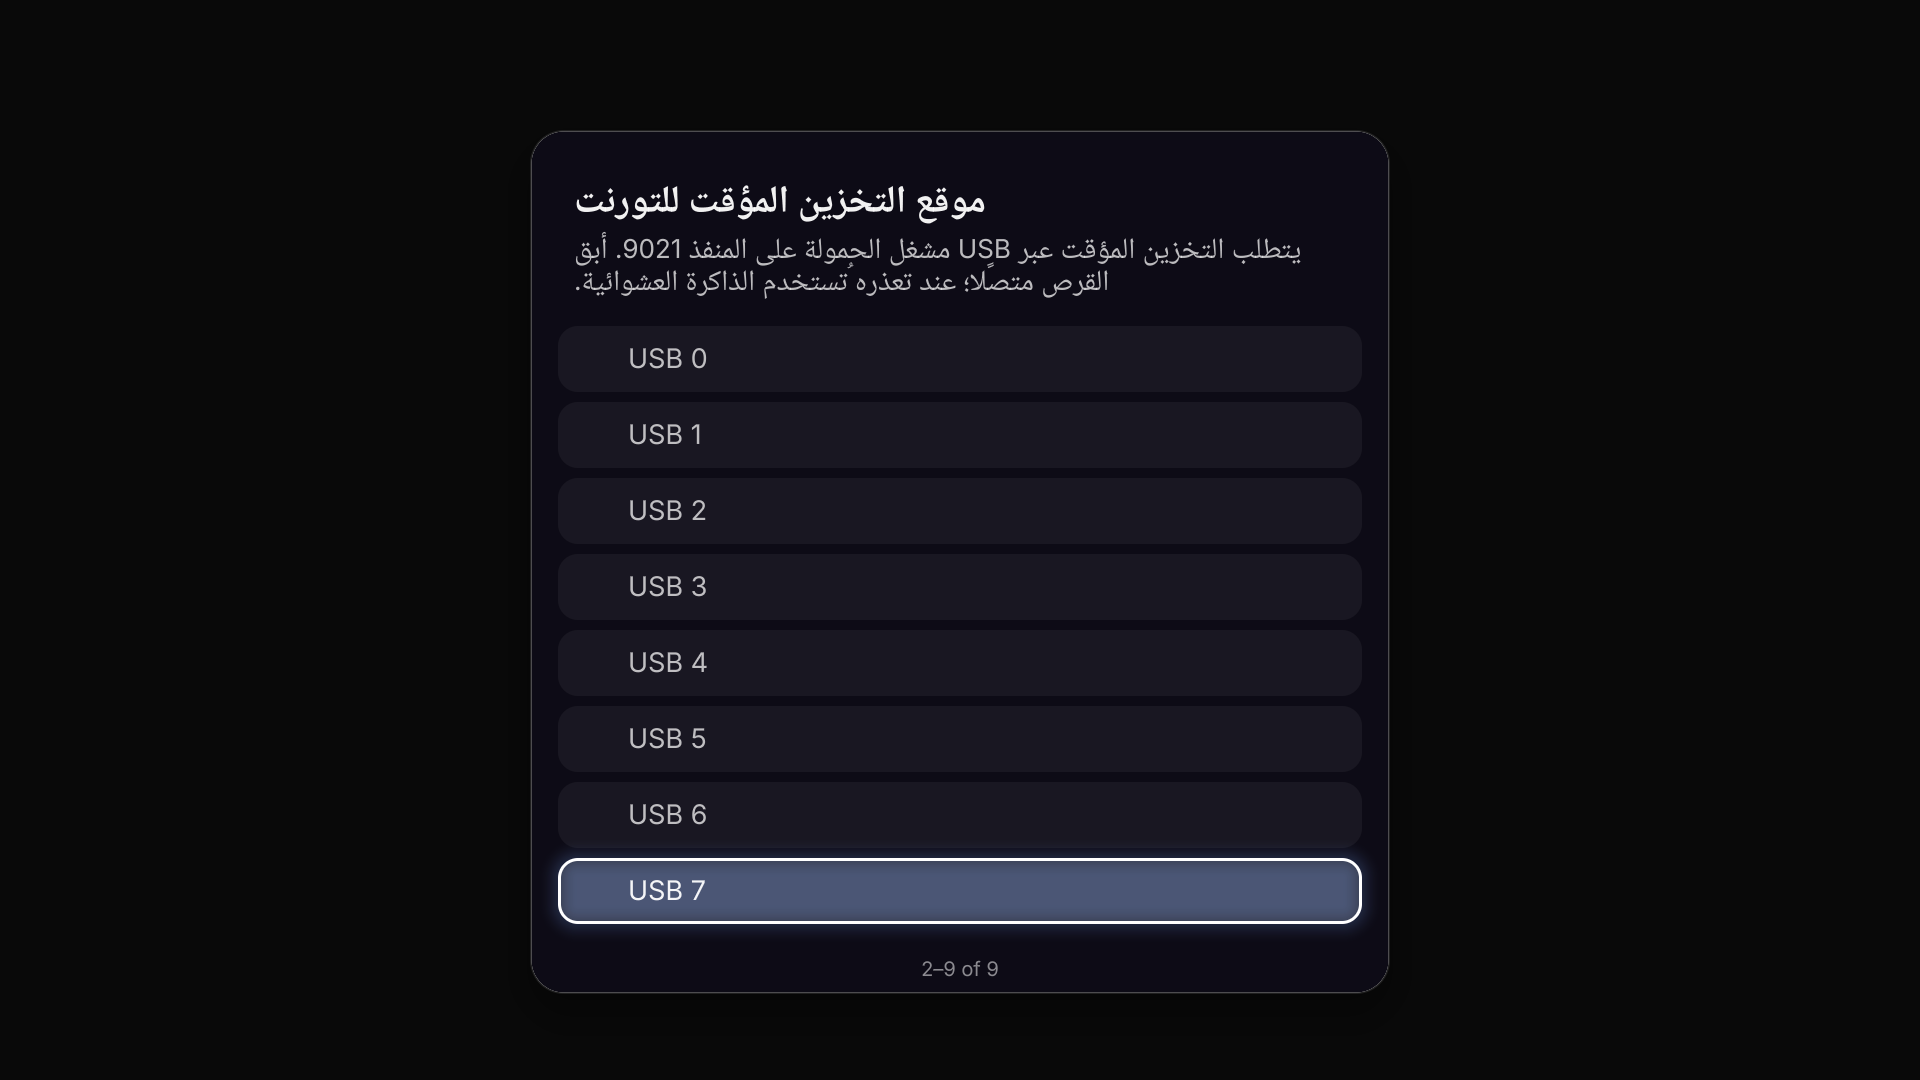 موقع التخزين المؤقت للتورنت
يتطلب التخزين المؤقت عبر USB مشغل الحمولة على المنفذ 9021. أبق
القرص متصلًا؛ عند تعذره تُستخدم الذاكرة العشوائية.
USB 0
USB 1
USB 2
USB 3
USB 4
USB 5
USB 6
USB 7
2–9 of 9